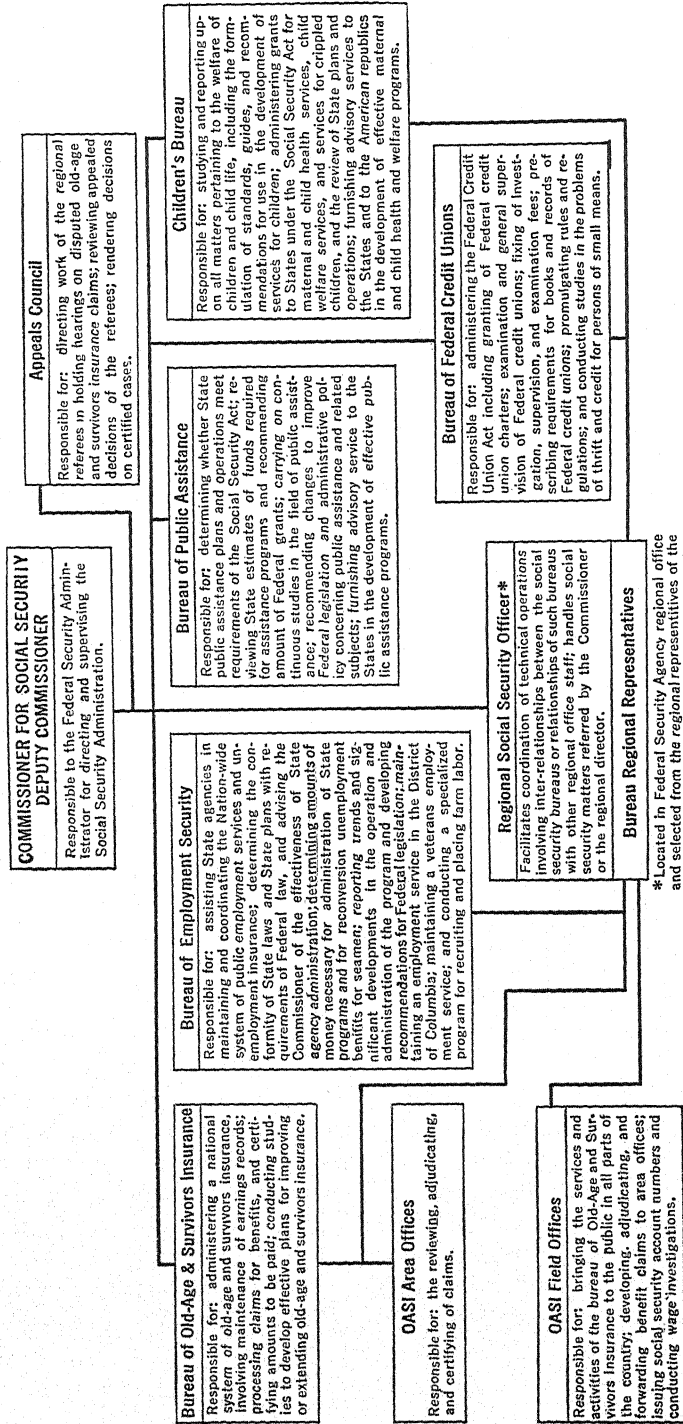 COMMISSIONER FOR SOCIAL SECURITY
DEPUTY COMMISSIONER
Responsible to the Federal Security Admin-
istrator for directing and supervising the
Social Security Administration.
Appeals Council
Responsible for: directing work of the regional
referees in holding hearings on disputed old-age
and survivors insurance claims; reviewing appealed
decisions of the referees; rendering decisions
on certified cases.
Bureau of Old-Age & Survivors Insurance
Responsible for: administering a national
system of old-age and survivors insurance,
involving maintenance of earnings records;
processing claims for benefits, and certi-
fying amounts to be paid; conducting stud-
ies to develop effective plans for improving
or extending old-age and survivors insurance.
Bureau of Employment Security
Responsible for: assisting State agencies in
maintaining and coordinating the Nation-wide
system of public employment services and un-
employment insurance; determining the con-
formity of State laws and State plans with re-
quirements of Federal law, and advising the
Commissioner of the effectiveness of State
agency administration; determining amounts of
money necessary for administration of State
programs and for reconversion unemployment
benefits for seamen; reporting trends and sig-
nificant developments in the operation and
administration of the program and developing
recommendations for Federal legislation; main-
taining an employment service in the District
of Columbia; maintaining a veterans employ-
ment service; and conducting a specialized
program for recruiting and placing farm labor.
Bureau of Public Assistance
Responsible for: determining whether State
public assistance plans and operations meet
requirements of the Social Security Act; re-
viewing State estimates of funds required
for assistance programs and recommending
amount of Federal grants; carrying on con-
tinuous studies in the field of public assist-
ance; recommending changes to improve
Federal legislation and administrative pol-
icy concerning public assistance and related
subjects; furnishing advisory service to the
States in the development of effective pub-
lic assistance programs.
Children's Bureau
Responsible for: studying and reporting up-
on all matters pertaining to the welfare of
children and child life, including the form-
ulation of standards, guides, and recom-
mendations for use in the development of
services for children; administering grants
to States under the Social Security Act for
maternal and child health services, child
welfare services, and services for crippled
children, and the review of State plans and
operations; furnishing advisory services to
the States and to the American republics
in the development of effective maternal
and child health and welfare programs.
OASI Area Offices
Responsible for: the reviewing, adjudicating,
and certifying of claims.
Regional Social Security Officer*
Facilitates coordination of technical operations
involving inter-relationships between the social
security bureaus or relationships of such bureaus
with other regional office staff; handles social
security matters referred by the Commissioner
or the regional director.
Bureau Regional Representatives
Bureau of Federal Credit Unions
Responsible for: administering the Federal Credit
Union Act including granting of Federal credit
union charters; examination and general super-
vision of Federal credit unions; fixing of invest-
igation, supervision, and examination fees; pre-
scribing requirements for books and records of
Federal credit unions; promulgating rules and re-
gulations; and conducting studies in the problems
of thrift and credit for persons of small means.
OASI Field Offices
Responsible for: bringing the services and
activities of the bureau of Old-Age and Sur-
vivors Insurance to the public in all parts of
the country; developing, adjudicating, and
forwarding benefit claims to area offices;
issuing social security account numbers and
conducting wage investigations.
*Located in Federal Security Agency regional office
and selected from the regional representitives of the